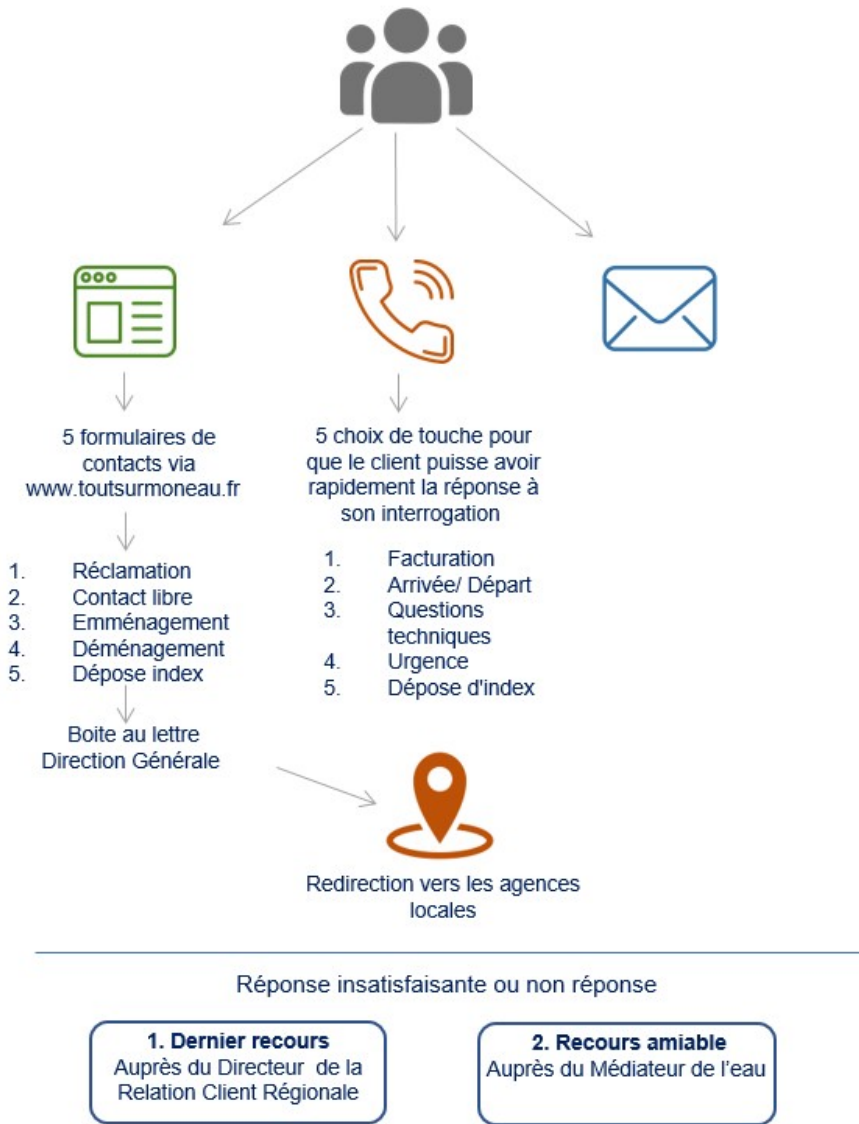 5 formulaires de
contacts via
www.toutsurmoneau.fr
1. Réclamation
2. Contact libre
3. Emménagement
4. Déménagement
5. Dépose index
Boite au lettre
Direction Générale
5 choix de touche pour
que le client puisse avoir
rapidement la réponse à
son interrogation
1. Facturation
2. Arrivée/ Départ
3. Questions
techniques
4. Urgence
5. Dépose d'index
Redirection vers les agences
locales
Réponse insatisfaisante ou non réponse
1. Dernier recours
Auprès du Directeur de la
Relation Client Régionale
2. Recours amiable
Auprès du Médiateur de l'eau